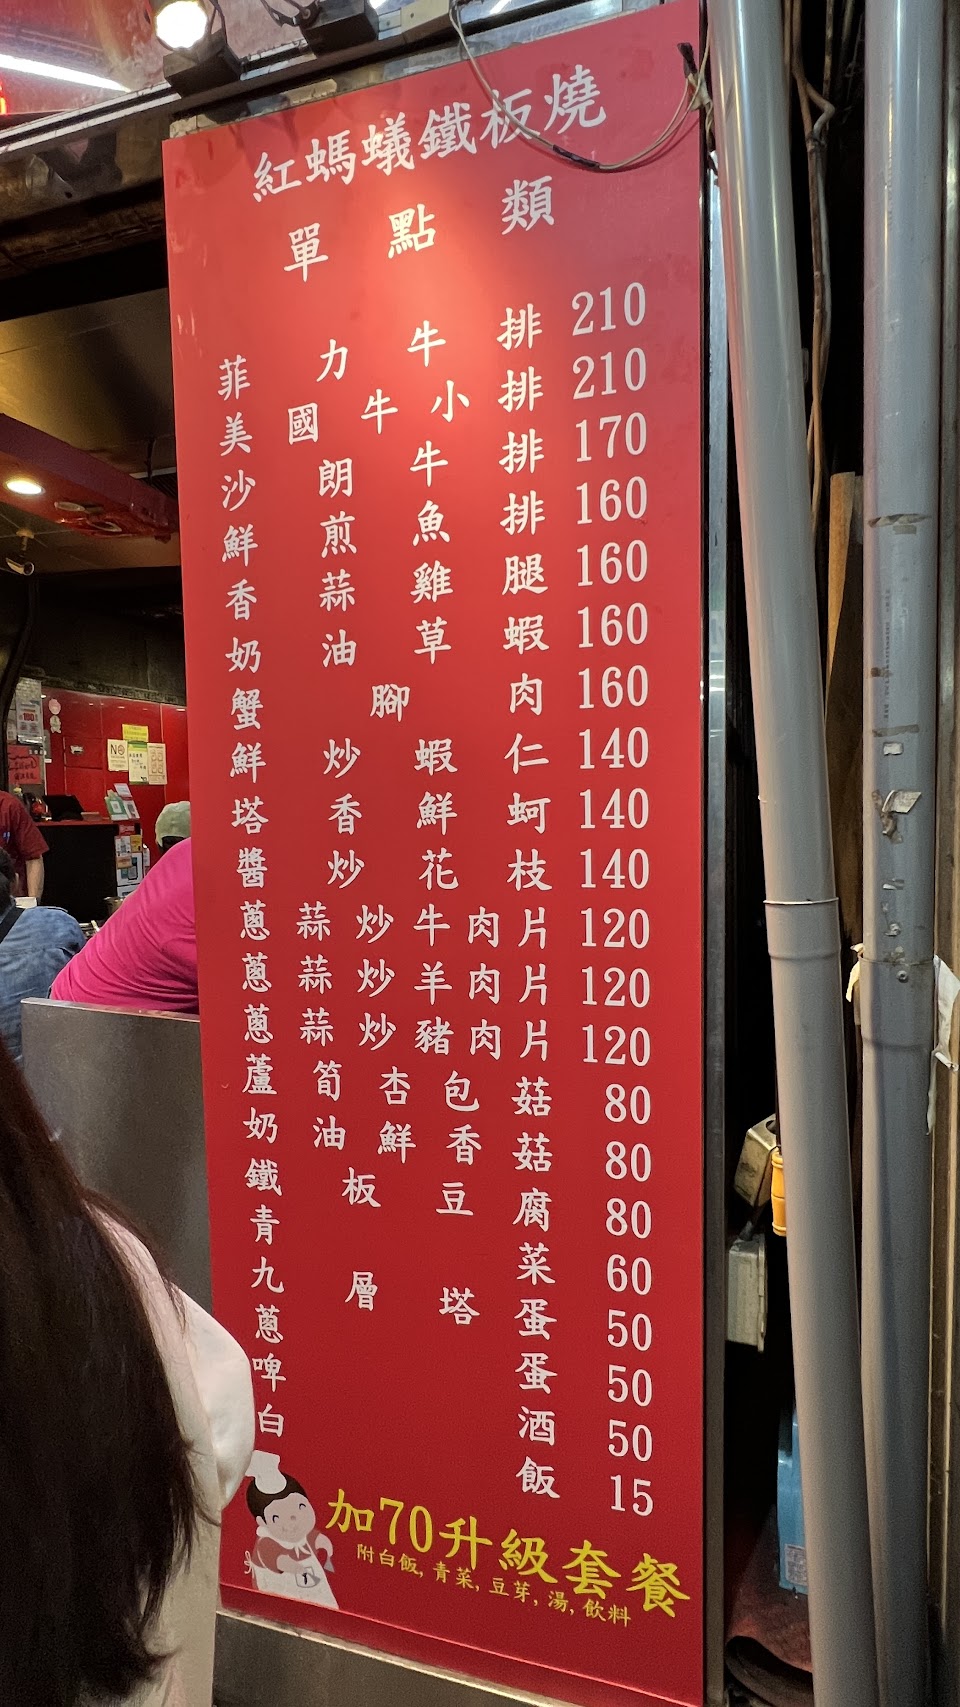 紅螞蟻鐵板燒
單點類
菲力牛排 210
美國牛小排 210
沙朗牛排 170
鮮煎魚排 160
香蒜雞腿 160
奶油草蝦 160
蟹腳肉 160
鮮炒蝦仁 140
塔香鮮蚵 140
醬炒花枝 140
蔥蒜炒牛肉片 120
蔥蒜炒羊肉片 120
蔥蒜炒豬肉片 120
蘆筍杏包菇 80
奶油鮮香菇 80
鐵板豆腐 80
青菜 60
九層塔蛋 50
蔥蛋 50
啤酒 50
白飯 15
加70升級套餐
附白飯,青菜,豆芽,湯,飲料